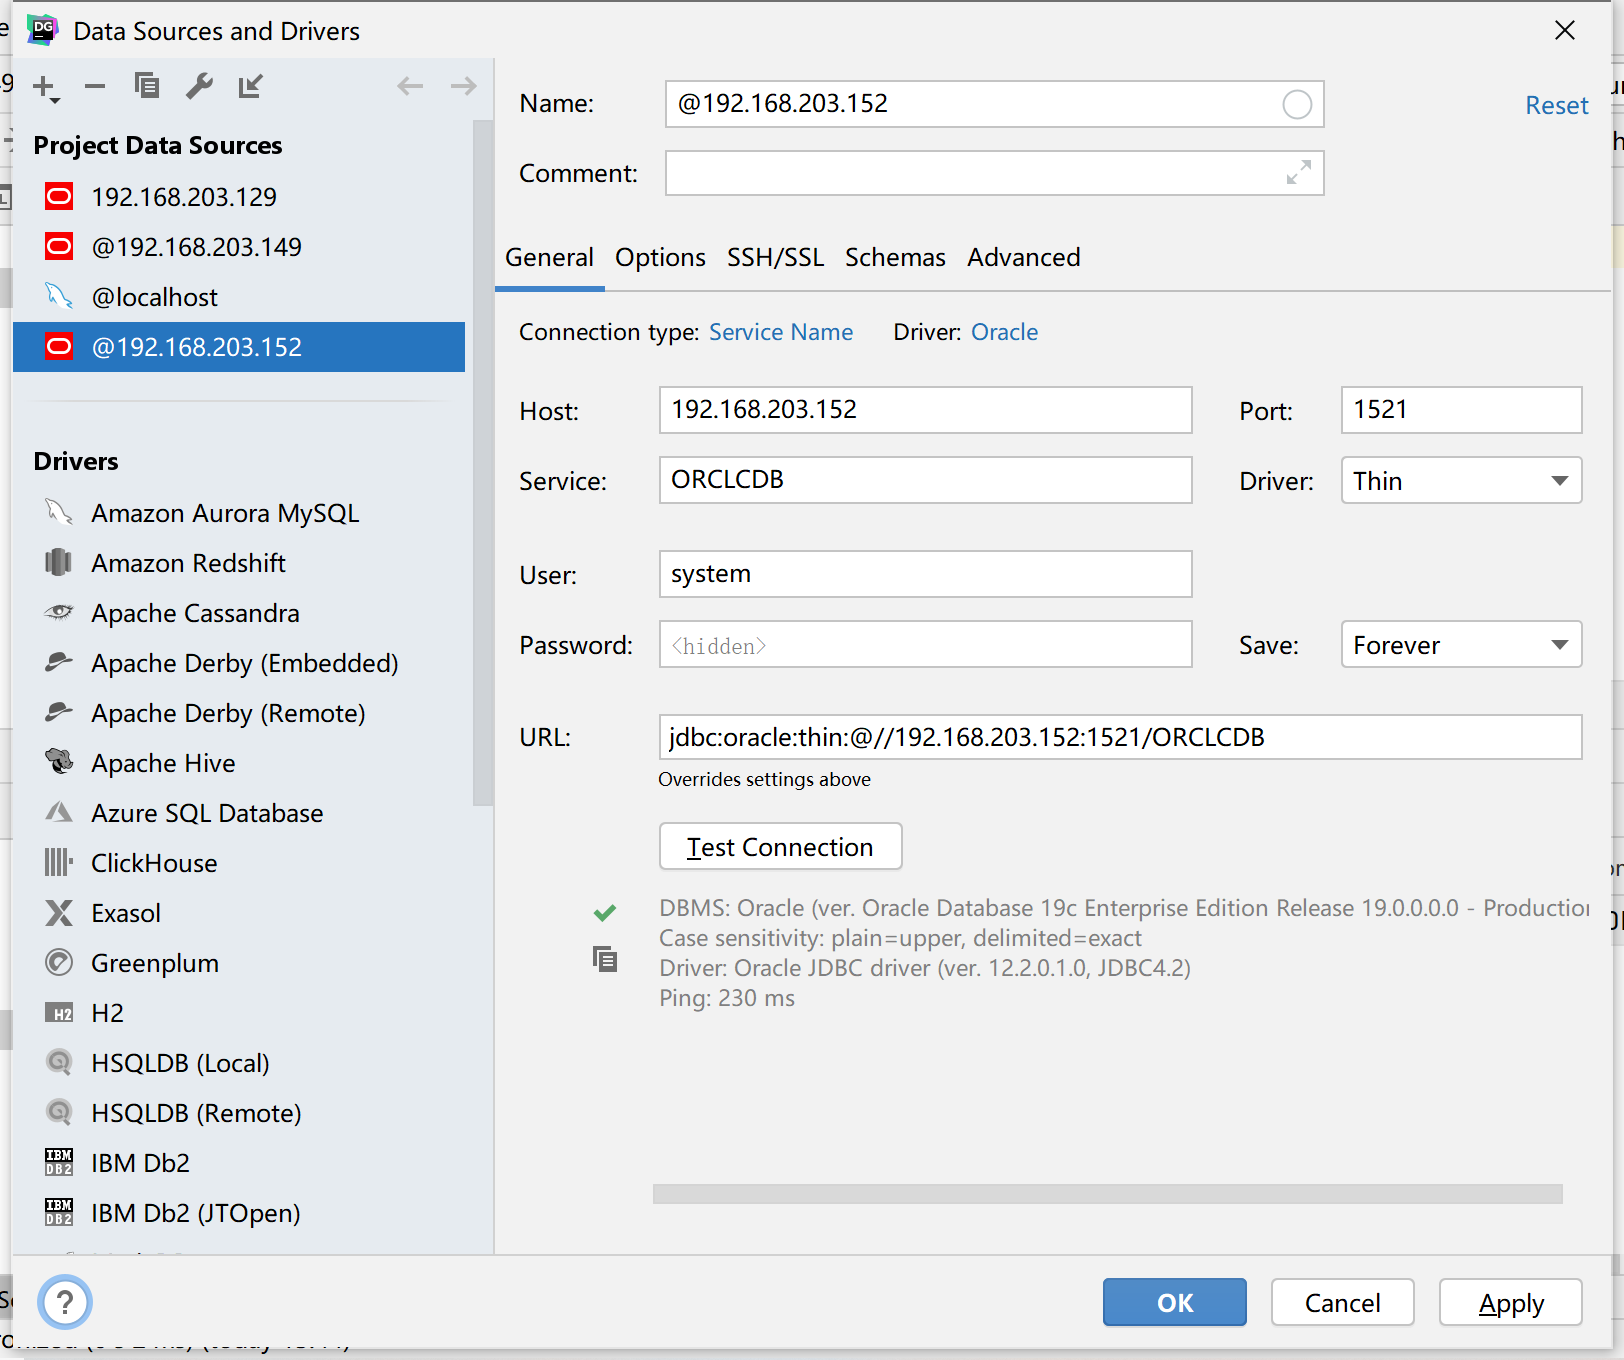 DG Data Sources and Drivers
Project Data Sources
192.168.203.129
@192.168.203.149
@localhost
@192.168.203.152
Drivers
Amazon Aurora MySQL
Amazon Redshift
Apache Cassandra
Apache Derby (Embedded)
Apache Derby (Remote)
Apache Hive
Azure SQL Database
ClickHouse
Exasol
Greenplum
H2 H2
HSQLDB (Local)
HSQLDB (Remote)
IBM DB2 IBM Db2
IBM DB2 IBM Db2 (JTOpen)
Name: @192.168.203.152
Reset
Comment:
General Options SSH/SSL Schemas Advanced
Connection type: Service Name Driver: Oracle
Host: 192.168.203.152 Port: 1521
Service: ORCLCDB Driver: Thin
User: system
Password: <hidden> Save: Forever
URL: jdbc:oracle:thin:@//192.168.203.152:1521/ORCLCDB
Overrides settings above
Test Connection
DBMS: Oracle (ver. Oracle Database 19c Enterprise Edition Release 19.0.0.0.0 - Production
Case sensitivity: plain=upper, delimited=exact
Driver: Oracle JDBC driver (ver. 12.2.0.1.0, JDBC4.2)
Ping: 230 ms
? OK Cancel Apply